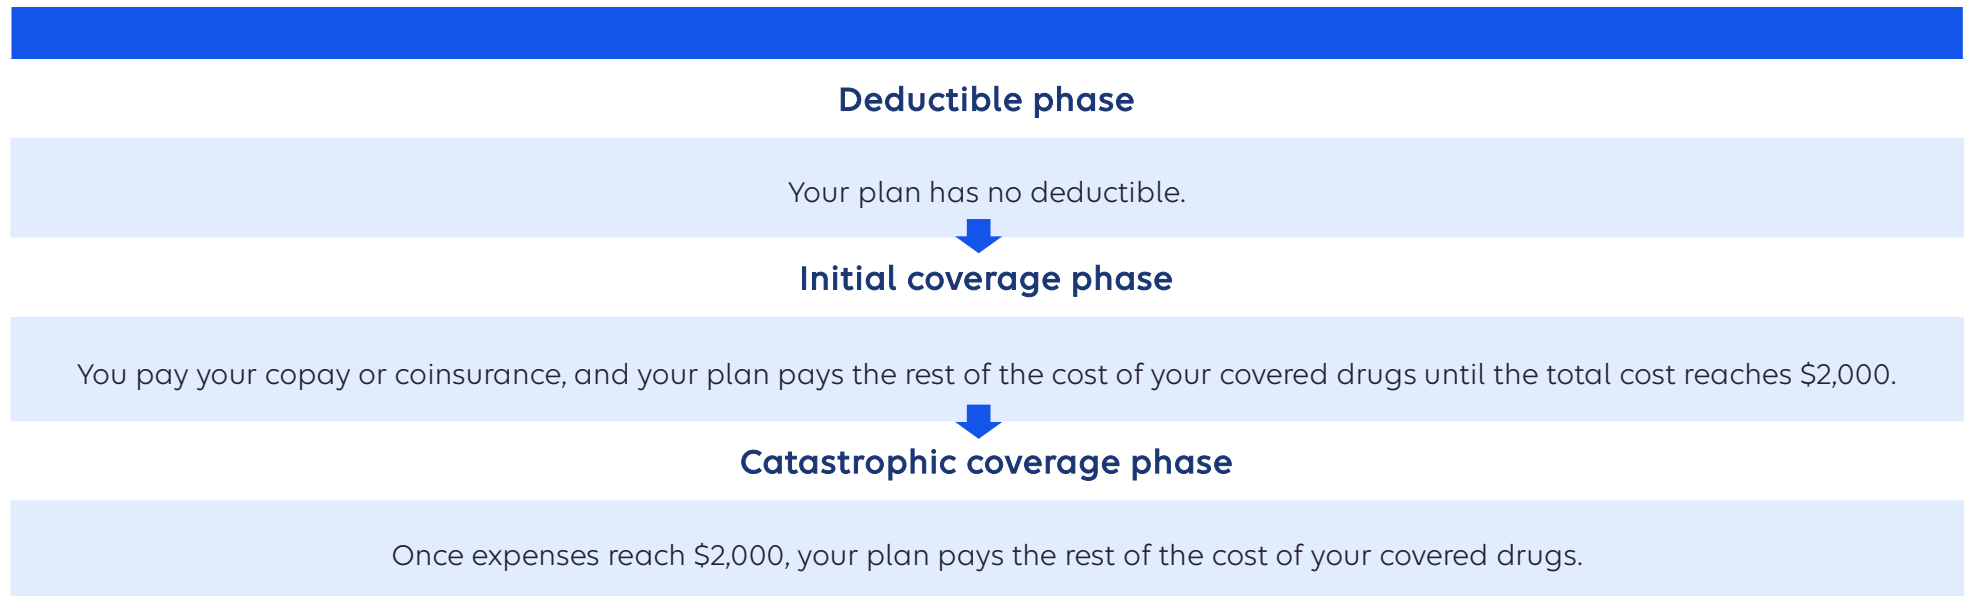 Deductible phase
Your plan has no deductible.
Initial coverage phase
You pay your copay or coinsurance, and your plan pays the rest of the cost of your covered drugs until the total cost reaches $2,000.
Catastrophic coverage phase
Once expenses reach $2,000, your plan pays the rest of the cost of your covered drugs.